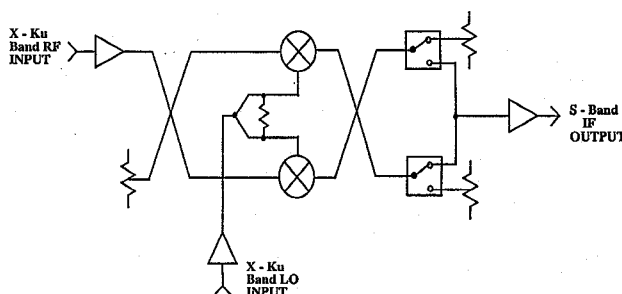 X - Ku
Band RF
INPUT
S - Band
IF
OUTPUT
X - Ku
Band LO
INPUT